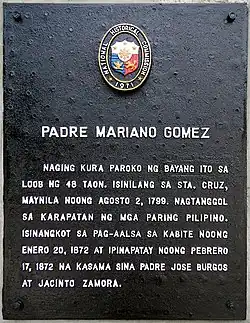 NATIONAL HISTORICAL COMMISSION
1971
PADRE MARIANO GOMEZ
NAGING KURA PAROKO NG BAYANG ITO SA
LOOB NG 48 TAON. ISINILANG SA STA. CRUZ,
MAYNILA NOONG AGOSTO 2, 1799. NAGTANGGOL
SA KARAPATAN NG MGA PARING PILIPINO.
ISINANGKOT SA PAG-AALSA SA KABITE NOONG
ENERO 20, 1872 AT IPINAPATAY NOONG PEBRERO
17, 1872 NA KASAMA SINA PADRE JOSE BURGOS
AT JACINTO ZAMORA.